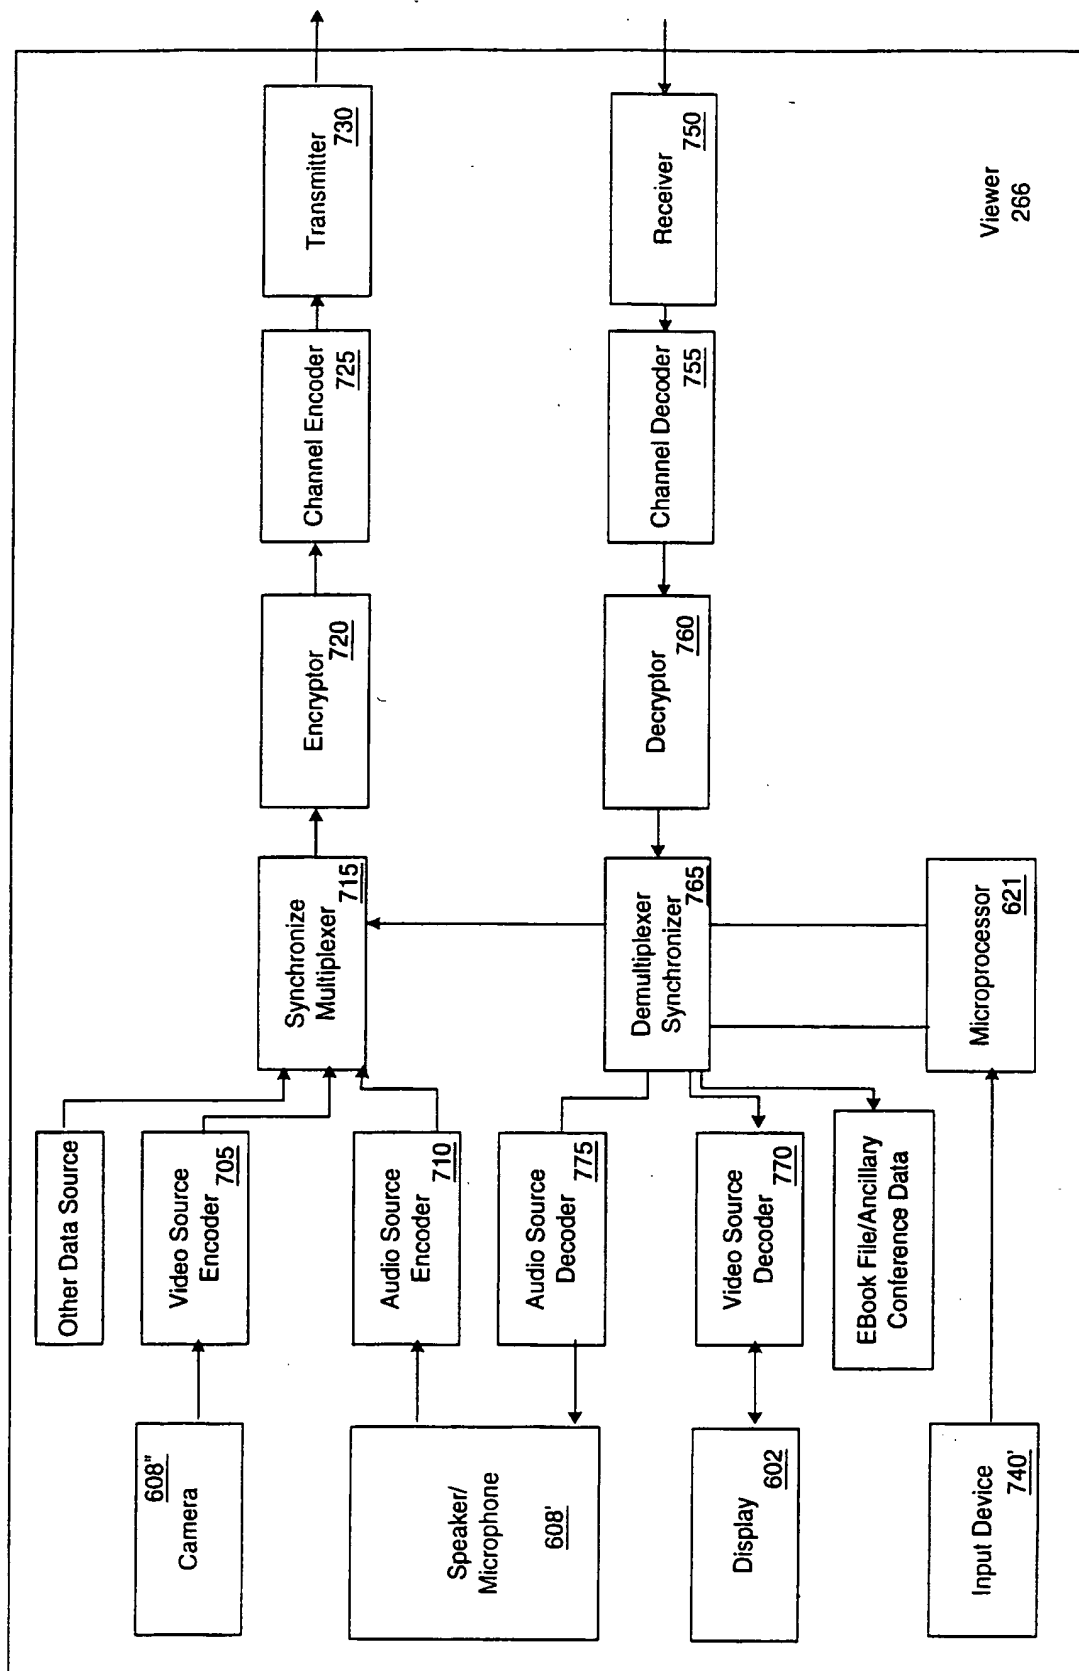 Camera
608"
Video Source
Encoder
705
Other Data Source
Synchronize
Multiplexer
715
Encryptor
720
Channel Encoder
725
Transmitter
730
Speaker/
Microphone
608'
Audio Source
Encoder
710
Audio Source
Decoder
775
Display
602
Video Source
Decoder
770
Demultiplexer
Synchronizer
765
Decryptor
760
Channel Decoder
755
Receiver
750
EBook File/Ancillary
Conference Data
Input Device
740'
Microprocessor
621
Viewer
266